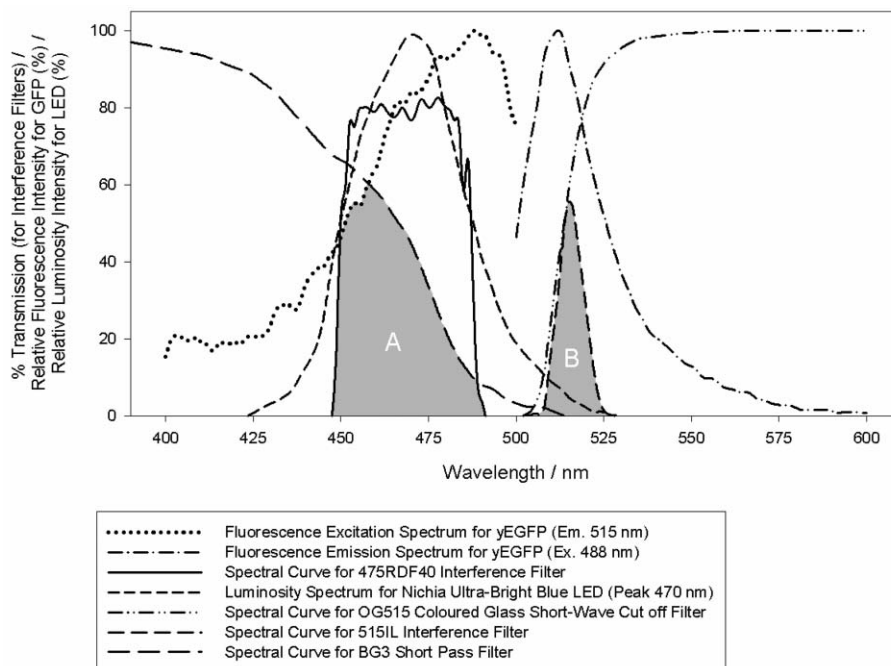 % Transmission (for Interference Filters) /
Relative Fluorescence Intensity for GFP (%) /
Relative Luminosity Intensity for LED (%)
100
80
60
40
20
0
A
B
400
425
450
475
500
525
550
575
600
Wavelength / nm
Fluorescence Excitation Spectrum for yEGFP (Em. 515 nm)
Fluorescence Emission Spectrum for yEGFP (Ex. 488 nm)
Spectral Curve for 475RDF40 Interference Filter
Luminosity Spectrum for Nichia Ultra-Bright Blue LED (Peak 470 nm)
Spectral Curve for OG515 Coloured Glass Short-Wave Cut off Filter
Spectral Curve for 515IL Interference Filter
Spectral Curve for BG3 Short Pass Filter